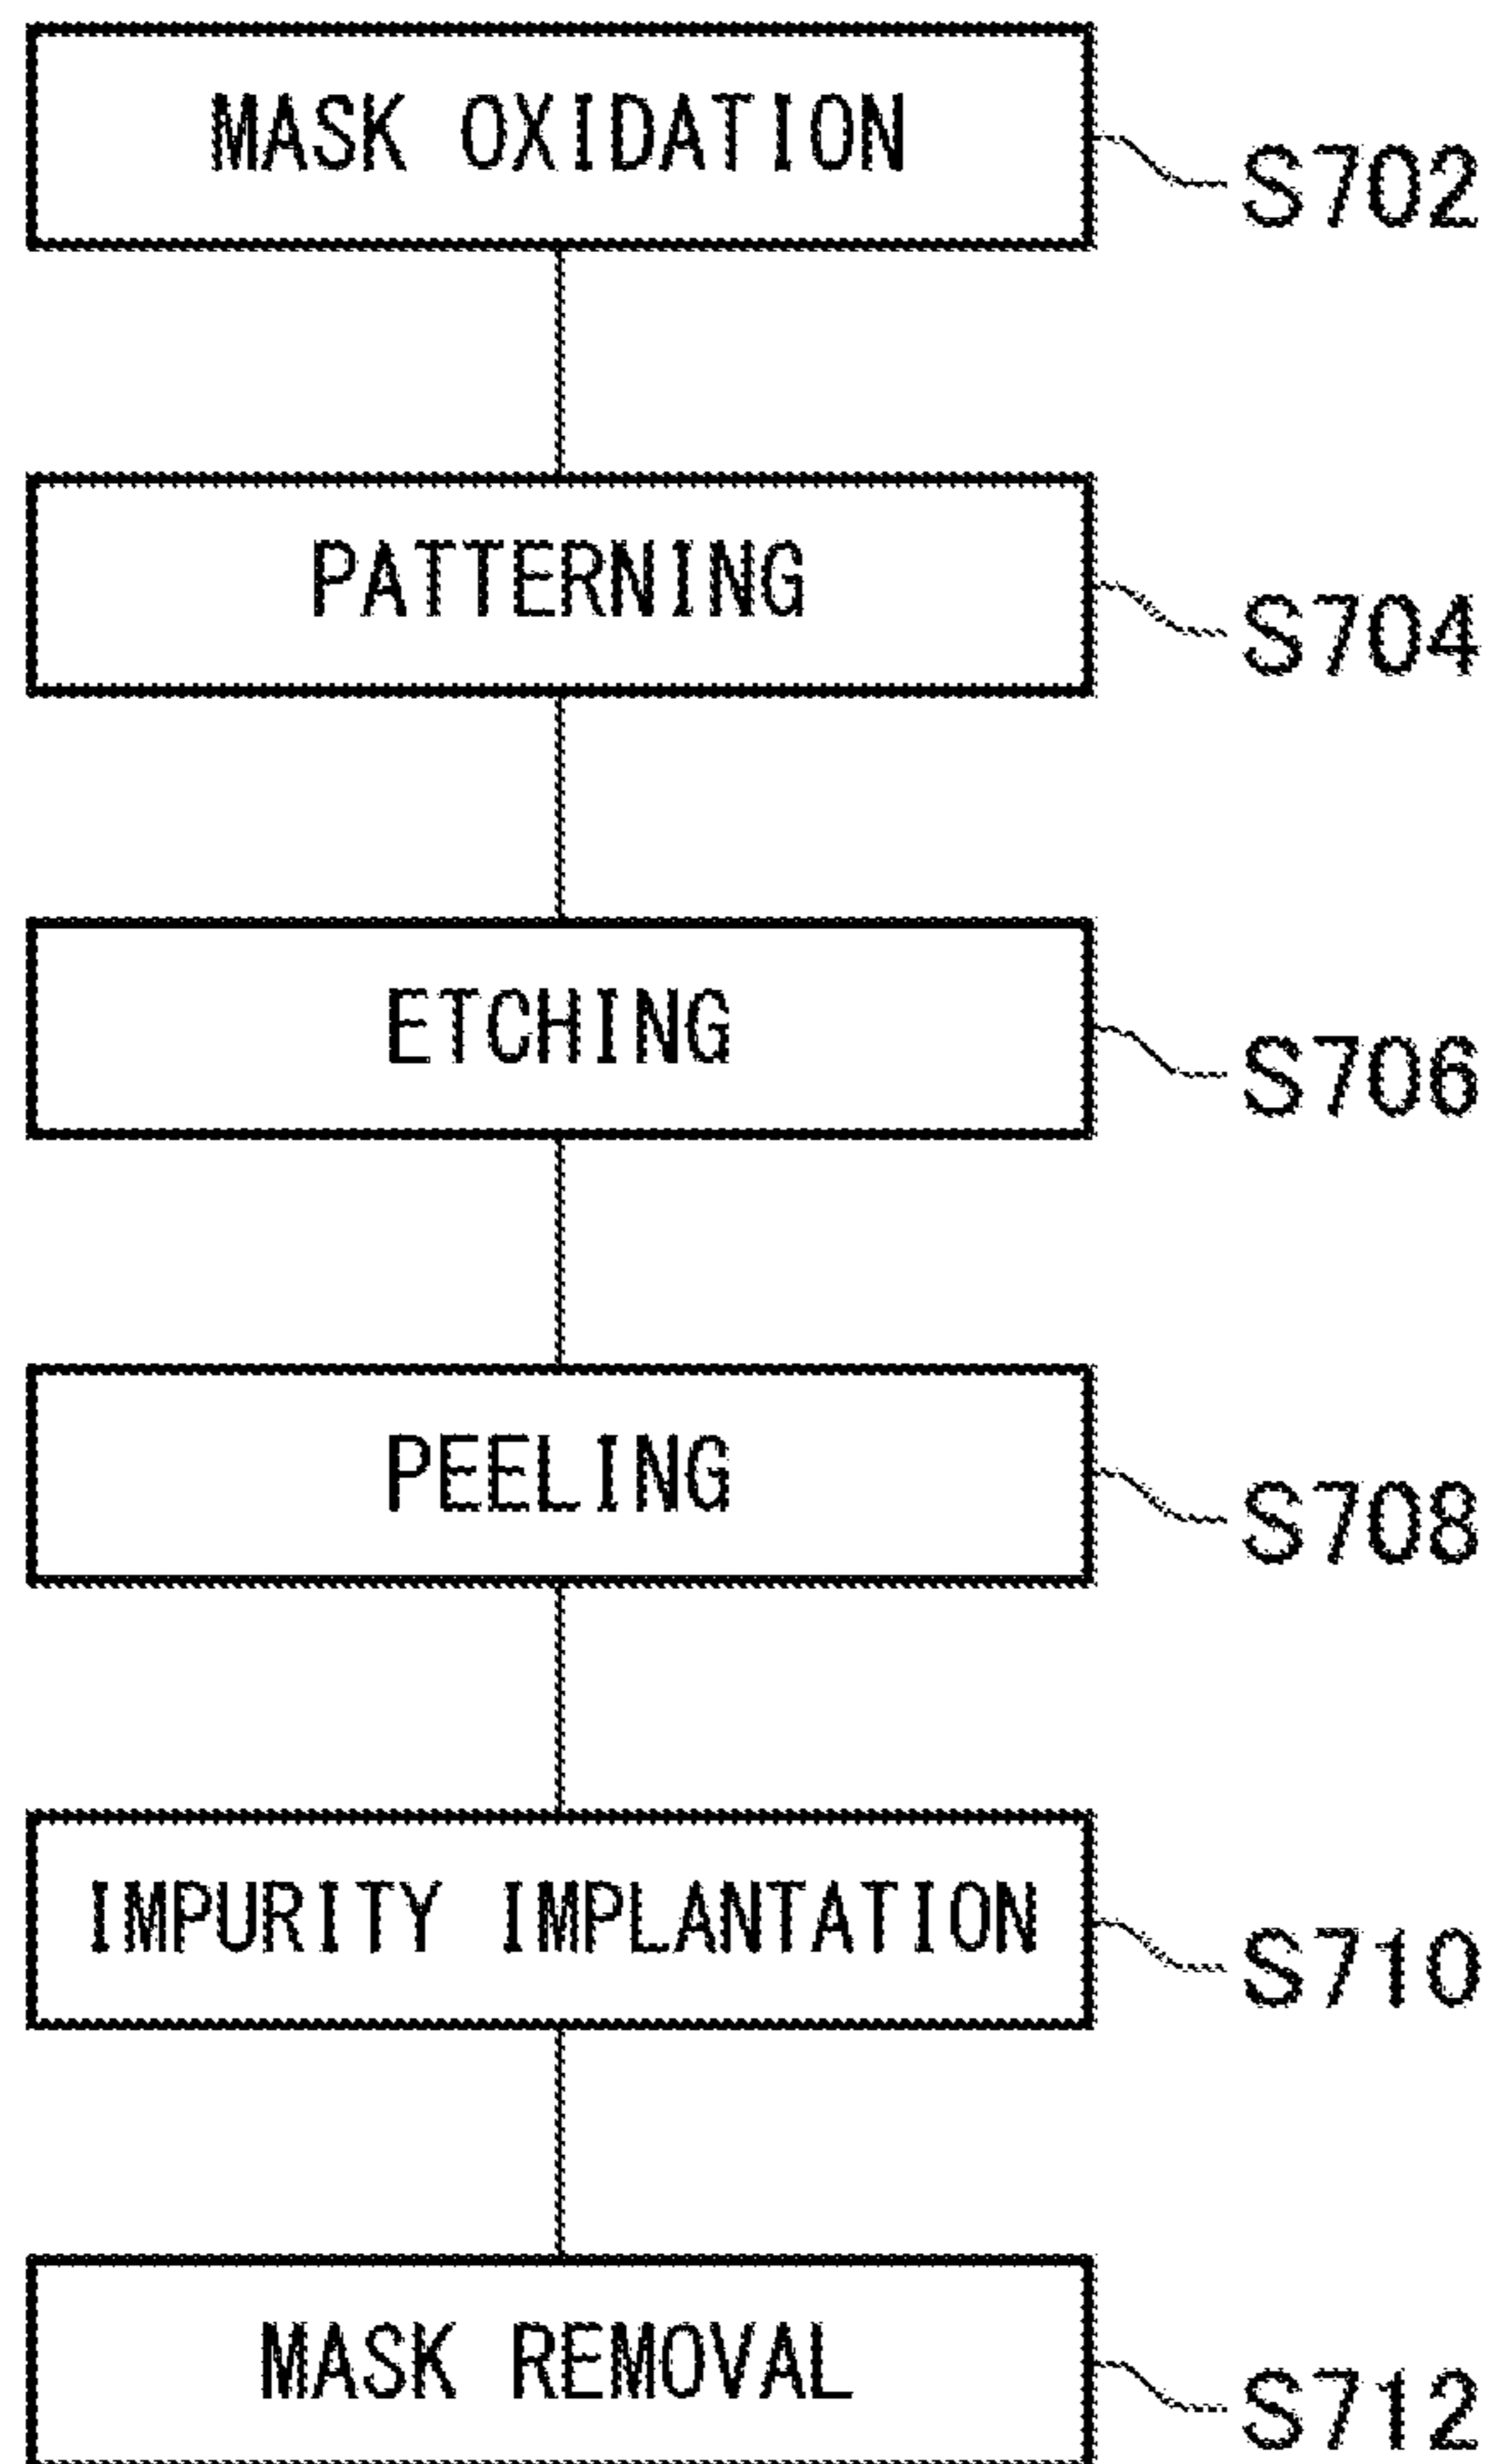 MASK OXIDATION
S702
PATTERNING
S704
ETCHING
S706
PEELING
S708
IMPURITY IMPLANTATION
S710
MASK REMOVAL
S712